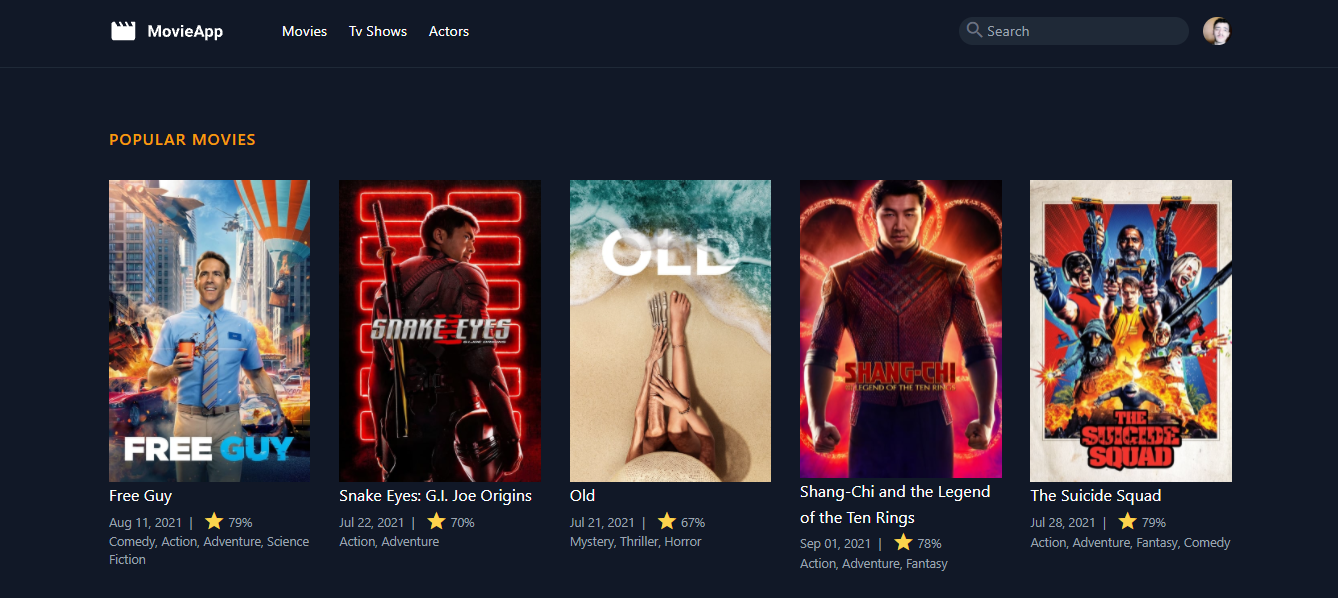 MovieApp
Movies
Tv Shows
Actors
Search
POPULAR MOVIES
FREE GUY
Free Guy
Aug 11, 2021 | 79%
Comedy, Action, Adventure, Science
Fiction
SNAKE EYES
Snake Eyes: G.I. Joe Origins
Jul 22, 2021 | 70%
Action, Adventure
OLD
Old
Jul 21, 2021 | 67%
Mystery, Thriller, Horror
SHANG-CHI
LEGEND OF THE TEN RINGS
Shang-Chi and the Legend
of the Ten Rings
Sep 01, 2021 | 78%
Action, Adventure, Fantasy
THE
SUICIDE
SQUAD
The Suicide Squad
Jul 28, 2021 | 79%
Action, Adventure, Fantasy, Comedy